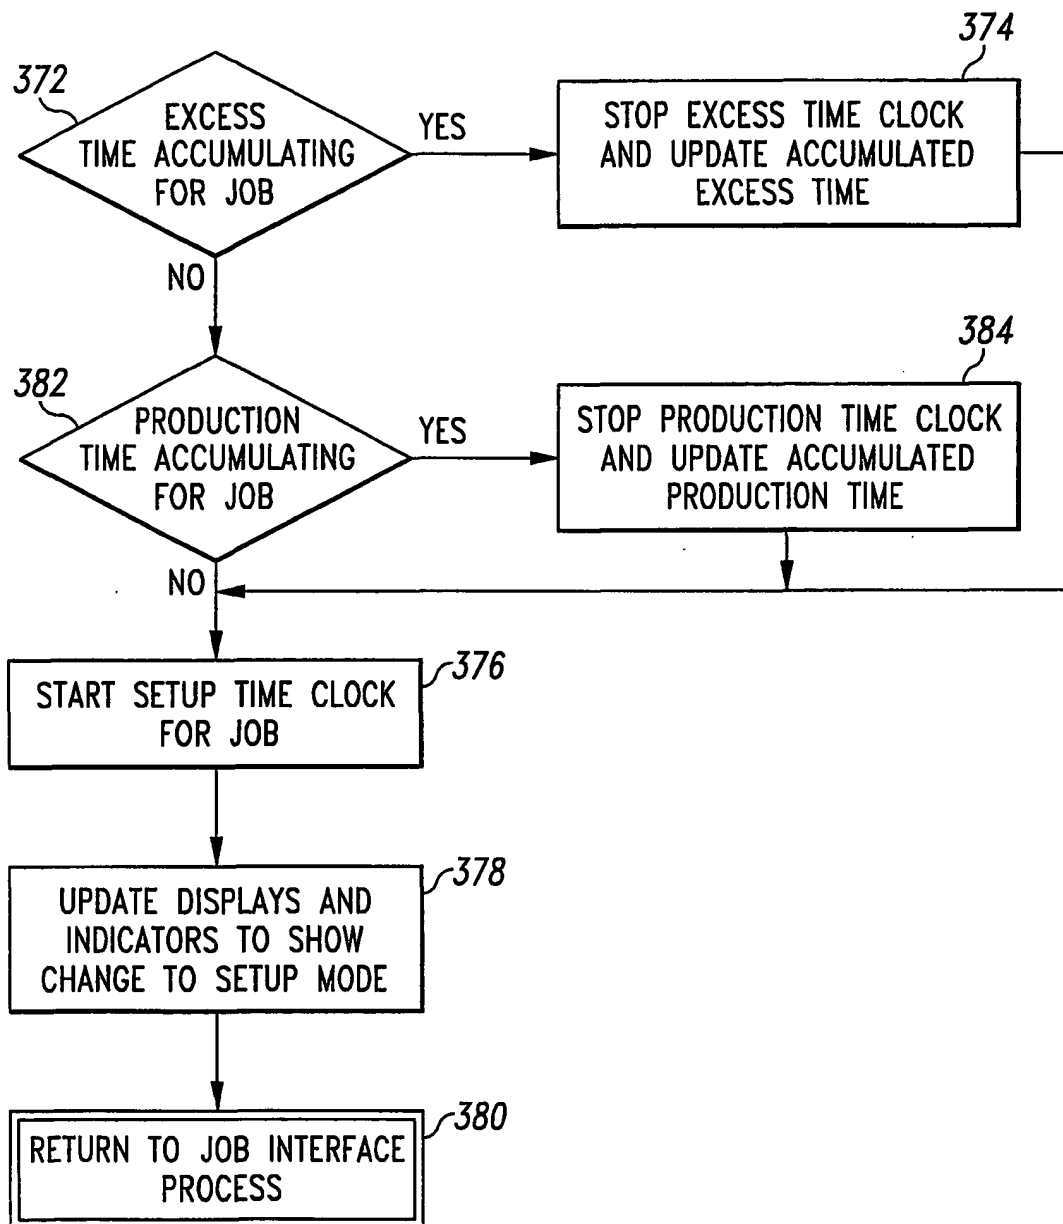 372
EXCESS
TIME ACCUMULATING
FOR JOB
YES
374
STOP EXCESS TIME CLOCK
AND UPDATE ACCUMULATED
EXCESS TIME
NO
382
PRODUCTION
TIME ACCUMULATING
FOR JOB
YES
384
STOP PRODUCTION TIME CLOCK
AND UPDATE ACCUMULATED
PRODUCTION TIME
NO
376
START SETUP TIME CLOCK
FOR JOB
378
UPDATE DISPLAYS AND
INDICATORS TO SHOW
CHANGE TO SETUP MODE
380
RETURN TO JOB INTERFACE
PROCESS